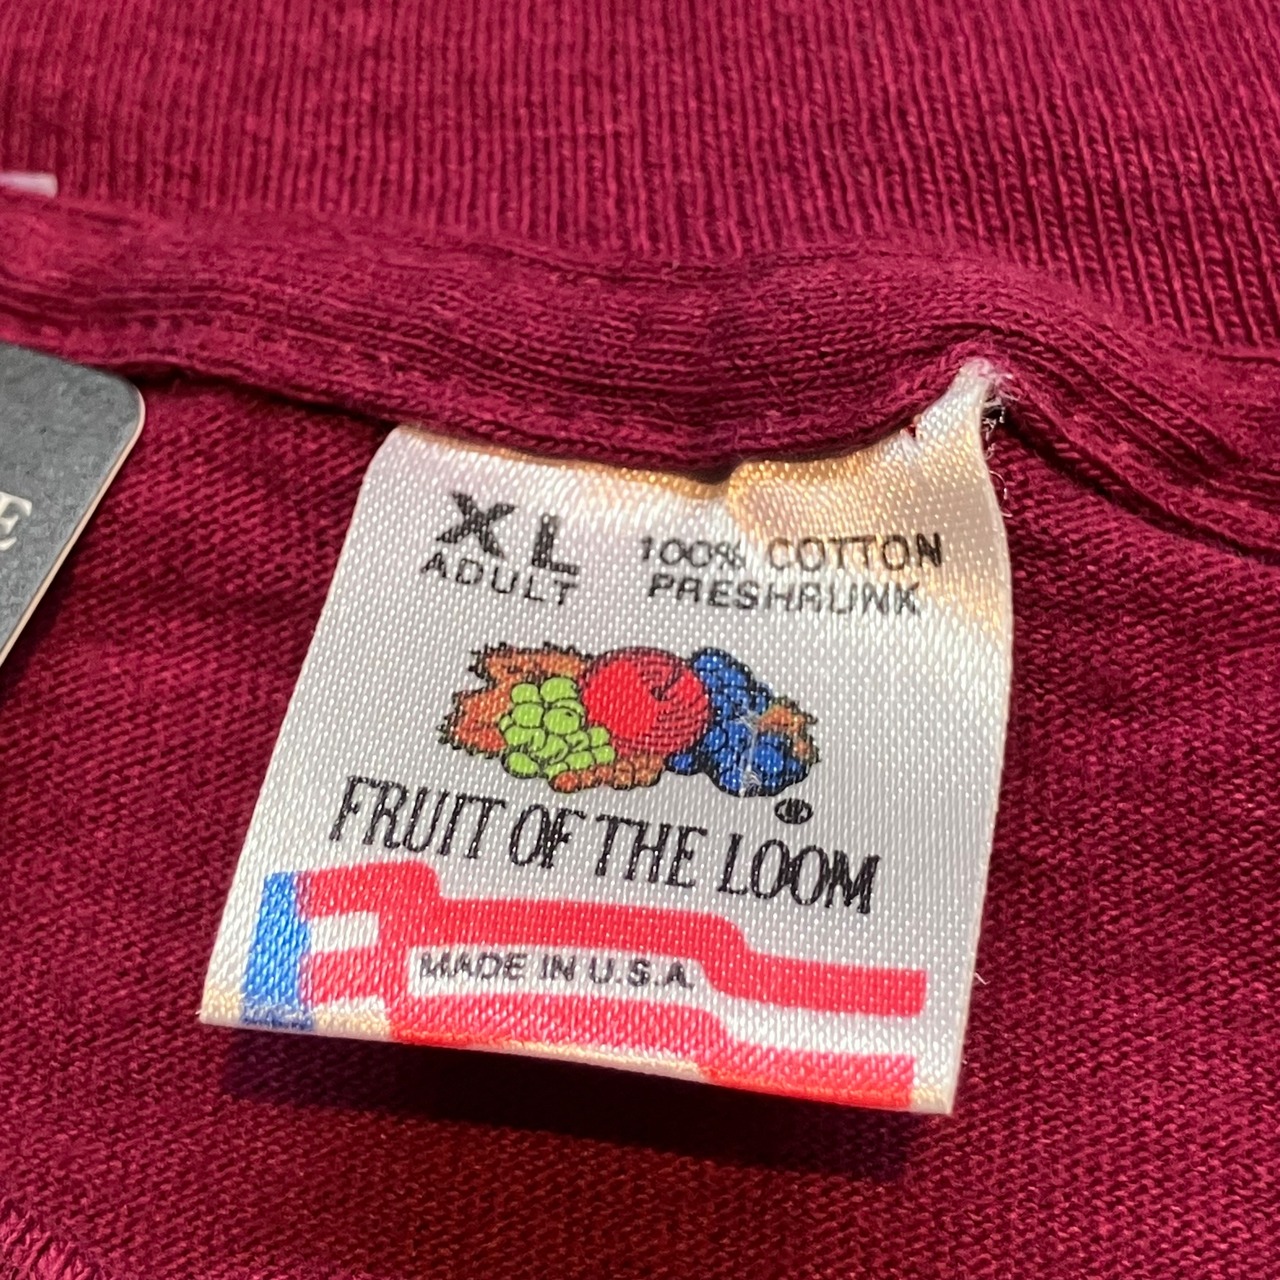 XL
ADULT
100% COTTON
PRESHRUNK
FRUIT OF THE LOOM
®
MADE IN U.S.A.
E